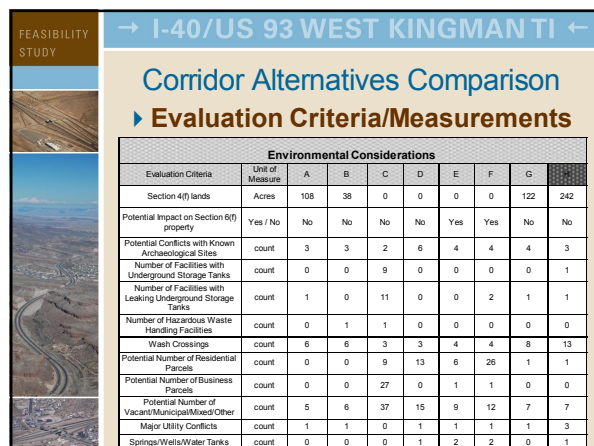 FEASIBILITY
STUDY
→ I-40/US 93 WEST KINGMAN TI ←
Corridor Alternatives Comparison
Evaluation Criteria/Measurements
Environmental Considerations
Evaluation Criteria Unit of Measure A B C D E F G H
Section 4(f) lands Acres 108 38 0 0 0 0 122 242
Potential Impact on Section 6(f) property Yes / No No No No No Yes Yes No No
Potential Conflicts with Known Archaeological Sites count 3 3 2 6 4 4 4 3
Number of Facilities with Underground Storage Tanks count 0 0 9 0 0 0 0 1
Number of Facilities with Leaking Underground Storage Tanks count 1 0 11 0 0 2 1 1
Number of Hazardous Waste Handling Facilities count 0 1 1 0 0 0 0 0
Wash Crossings count 6 6 3 3 4 4 8 13
Potential Number of Residential Parcels count 0 0 9 13 6 26 1 1
Potential Number of Business Parcels count 0 0 27 0 1 1 0 0
Potential Number of Vacant/Municipal/Mixed/Other count 5 6 37 15 9 12 7 7
Major Utility Conflicts count 1 1 0 1 1 1 1 3
Springs/Wells/Water Tanks count 0 0 0 1 2 2 0 1